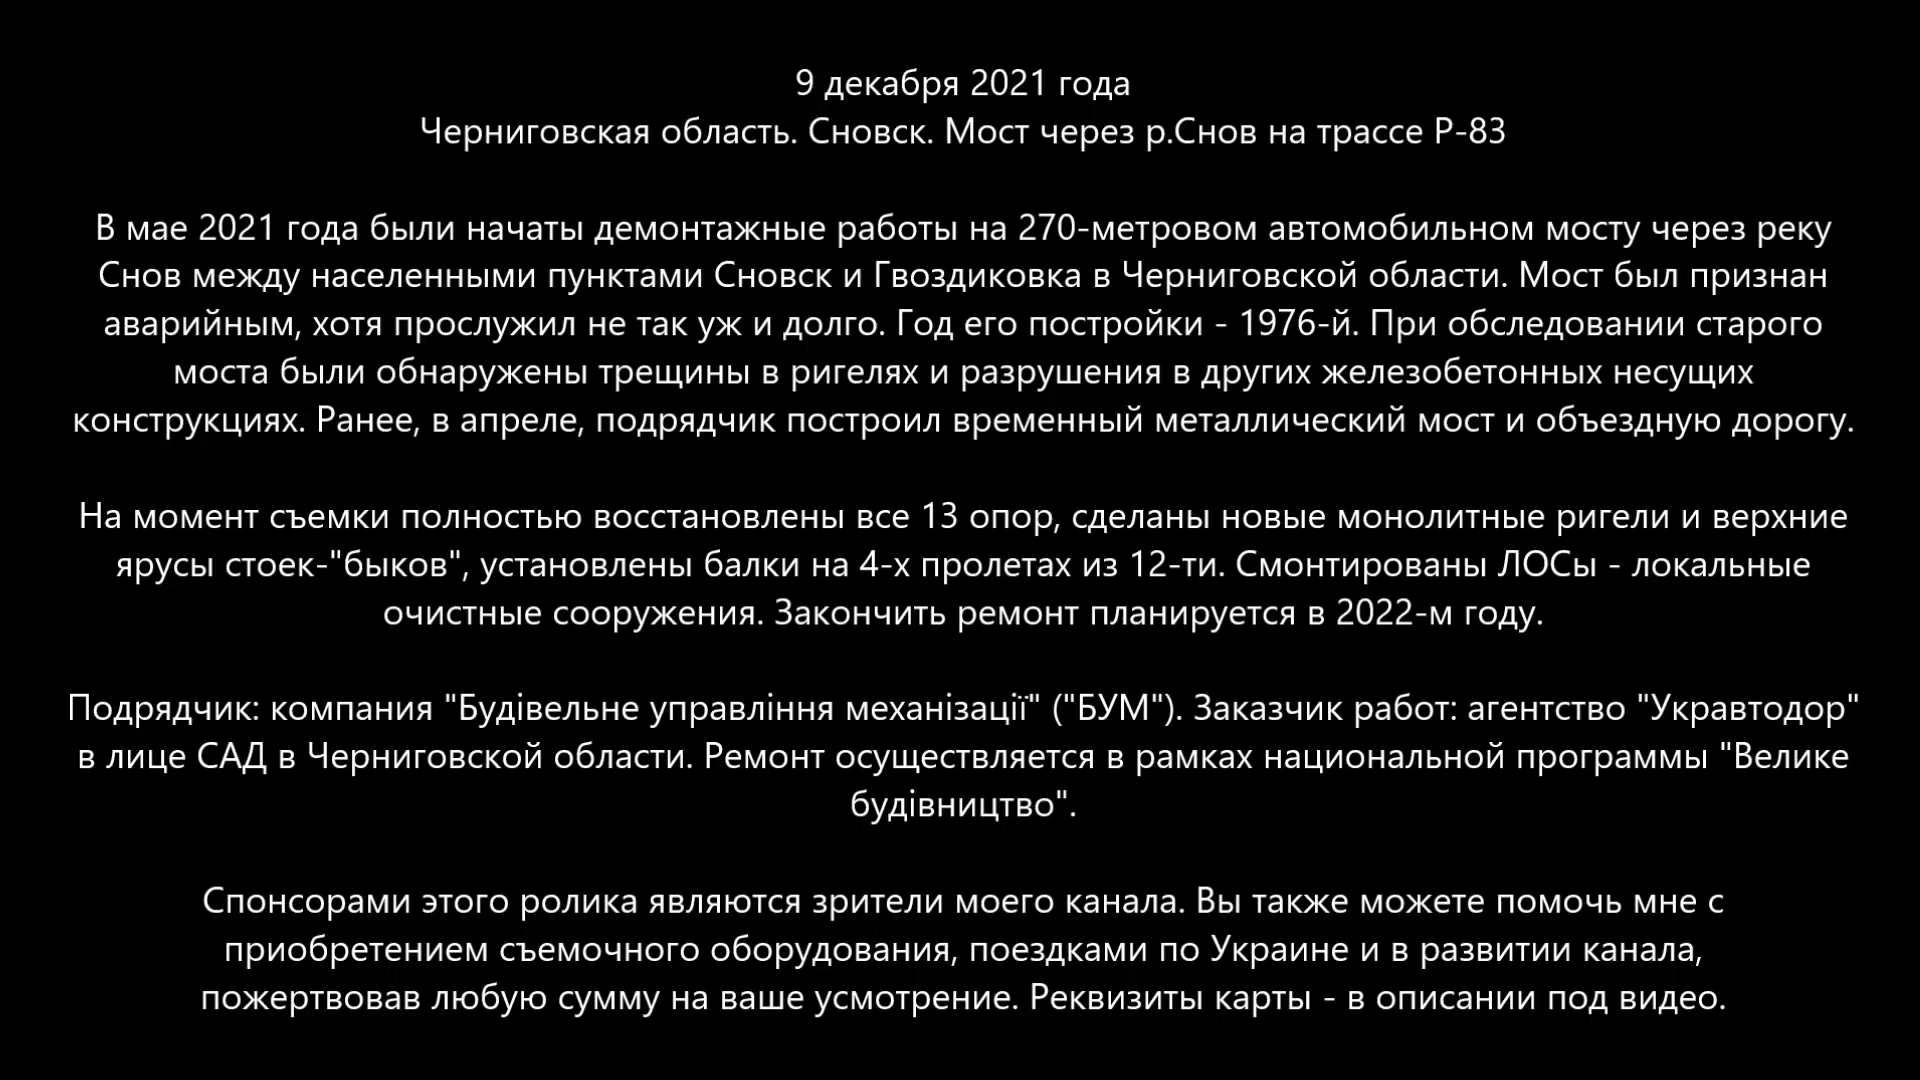 9 декабря 2021 года
Черниговская область. Сновск. Мост через р.Снов на трассе Р-83
В мае 2021 года были начаты демонтажные работы на 270-метровом автомобильном мосту через реку
Снов между населенными пунктами Сновск и Гвоздиковка в Черниговской области. Мост был признан
аварийным, хотя прослужил не так уж и долго. Год его постройки - 1976-й. При обследовании старого
моста были обнаружены трещины в ригелях и разрушения в других железобетонных несущих
конструкциях. Ранее, в апреле, подрядчик построил временный металлический мост и объездную дорогу.
На момент съемки полностью восстановлены все 13 опор, сделаны новые монолитные ригели и верхние
ярусы стоек-"быков", установлены балки на 4-х пролетах из 12-ти. Смонтированы ЛОСы - локальные
очистные сооружения. Закончить ремонт планируется в 2022-м году.
Подрядчик: компания "Будівельне управління механізації" ("БУМ"). Заказчик работ: агентство "Укравтодор"
в лице САД в Черниговской области. Ремонт осуществляется в рамках национальной программы "Велике
будівництво".
Спонсорами этого ролика являются зрители моего канала. Вы также можете помочь мне с
приобретением съемочного оборудования, поездками по Украине и в развитии канала,
пожертвовав любую сумму на ваше усмотрение. Реквизиты карты - в описании под видео.